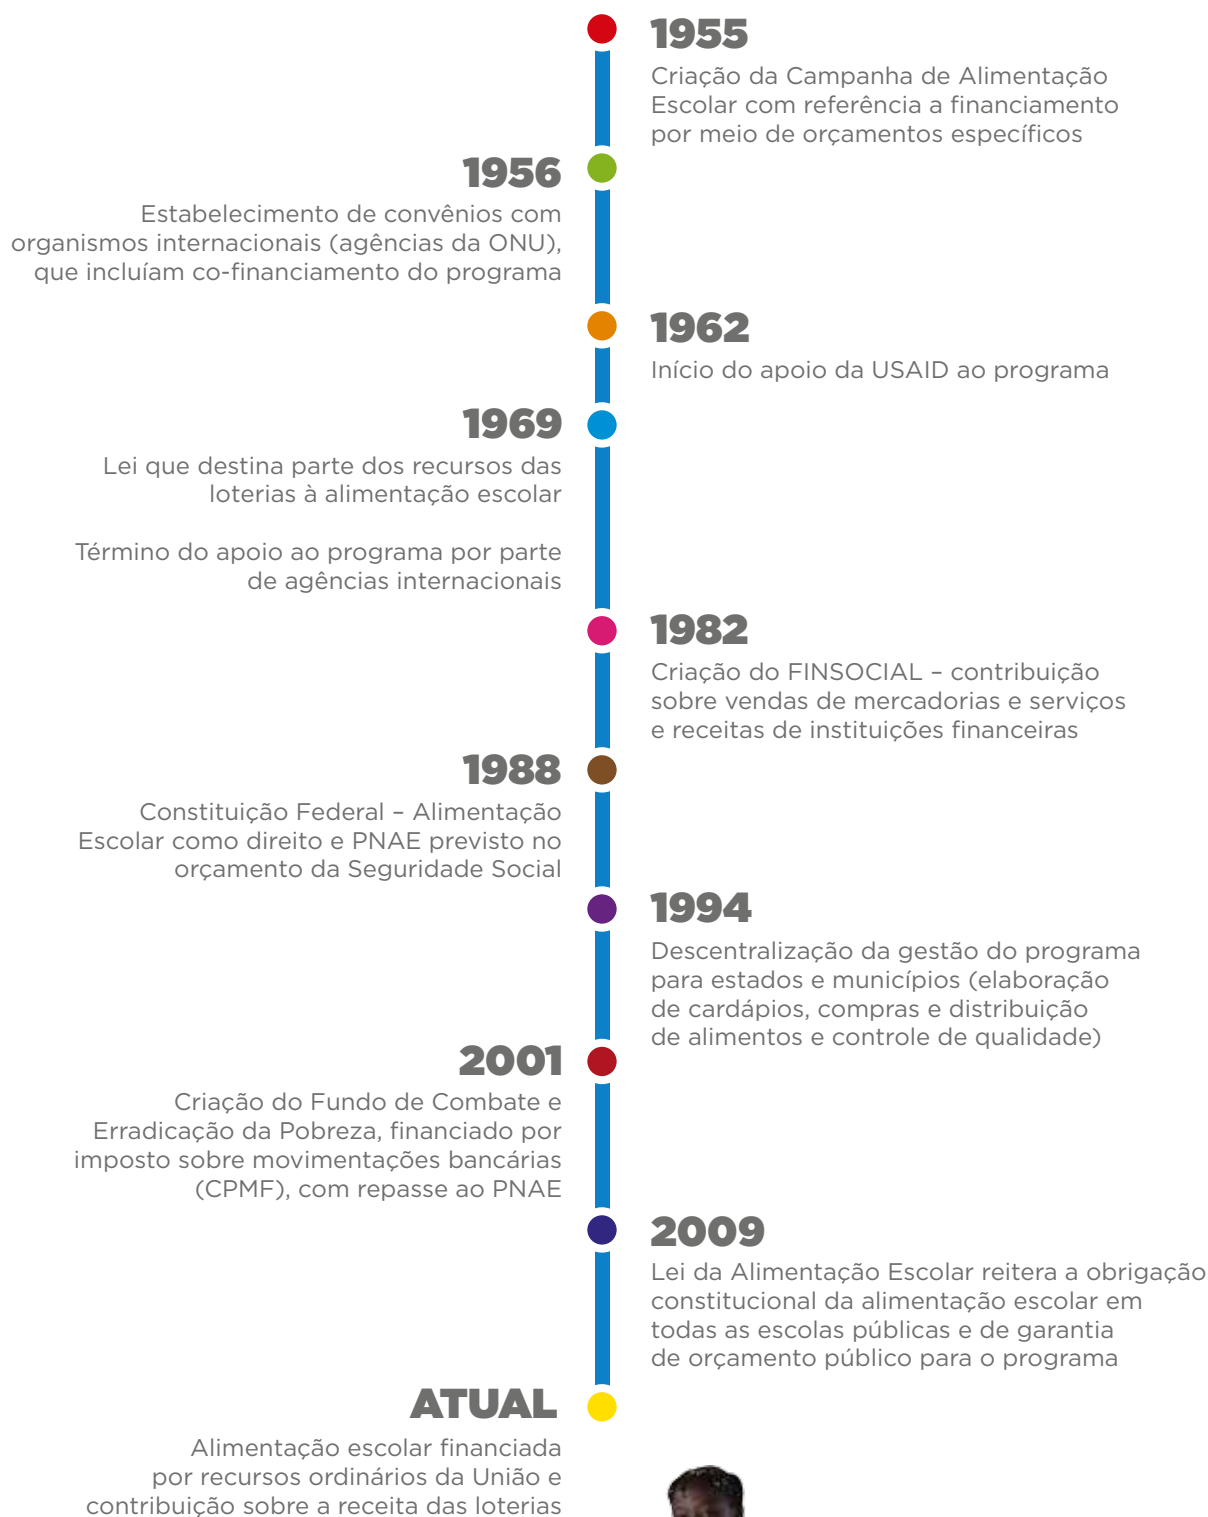 1955
Criação da Campanha de Alimentação
Escolar com referência a financiamento
por meio de orçamentos específicos
1956
Estabelecimento de convênios com
organismos internacionais (agências da ONU),
que incluíam co-financiamento do programa
1962
Início do apoio da USAID ao programa
1969
Lei que destina parte dos recursos das
loterias à alimentação escolar
Término do apoio ao programa por parte
de agências internacionais
1982
Criação do FINSOCIAL – contribuição
sobre vendas de mercadorias e serviços
e receitas de instituições financeiras
1988
Constituição Federal – Alimentação
Escolar como direito e PNAE previsto no
orçamento da Seguridade Social
1994
Descentralização da gestão do programa
para estados e municípios (elaboração
de cardápios, compras e distribuição
de alimentos e controle de qualidade)
2001
Criação do Fundo de Combate e
Erradicação da Pobreza, financiado por
imposto sobre movimentações bancárias
(CPMF), com repasse ao PNAE
2009
Lei da Alimentação Escolar reitera a obrigação
constitucional da alimentação escolar em
todas as escolas públicas e de garantia
de orçamento público para o programa
ATUAL
Alimentação escolar financiada
por recursos ordinários da União e
contribuição sobre a receita das loterias